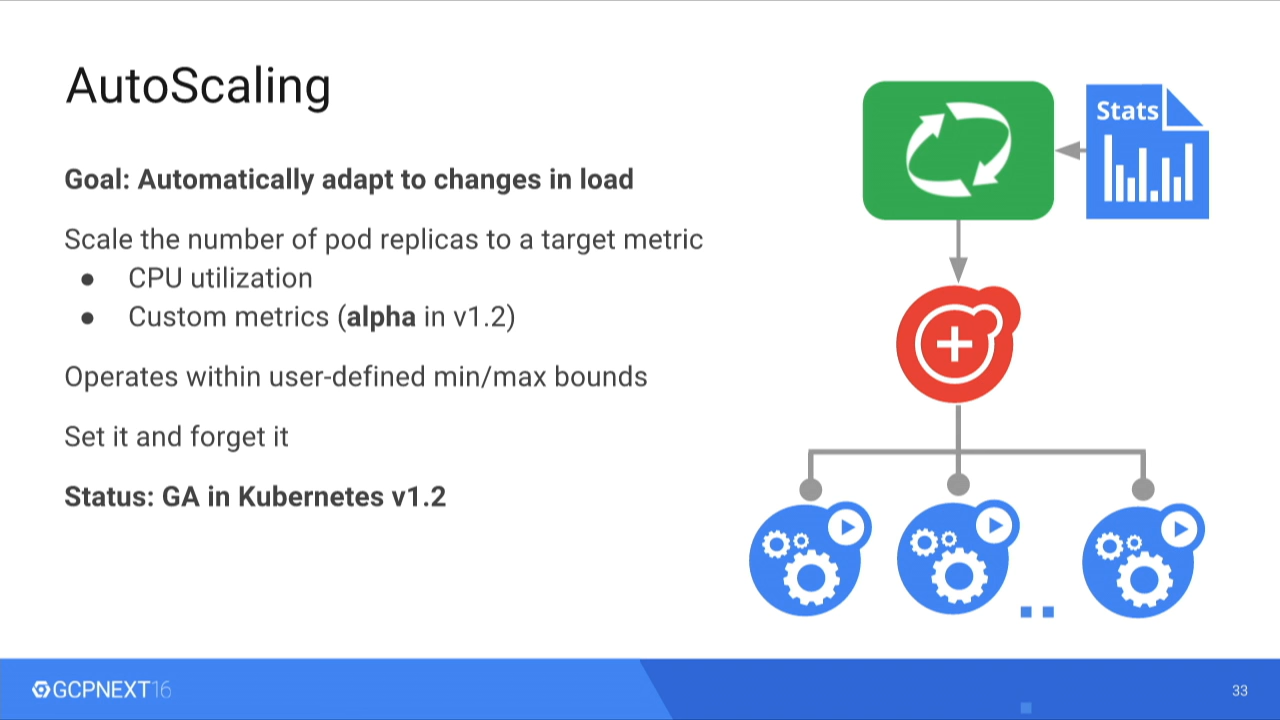 AutoScaling
Goal: Automatically adapt to changes in load
Scale the number of pod replicas to a target metric
● CPU utilization
● Custom metrics (alpha in v1.2)
Operates within user-defined min/max bounds
Set it and forget it
Status: GA in Kubernetes v1.2
Stats
GCPNEXT16
33